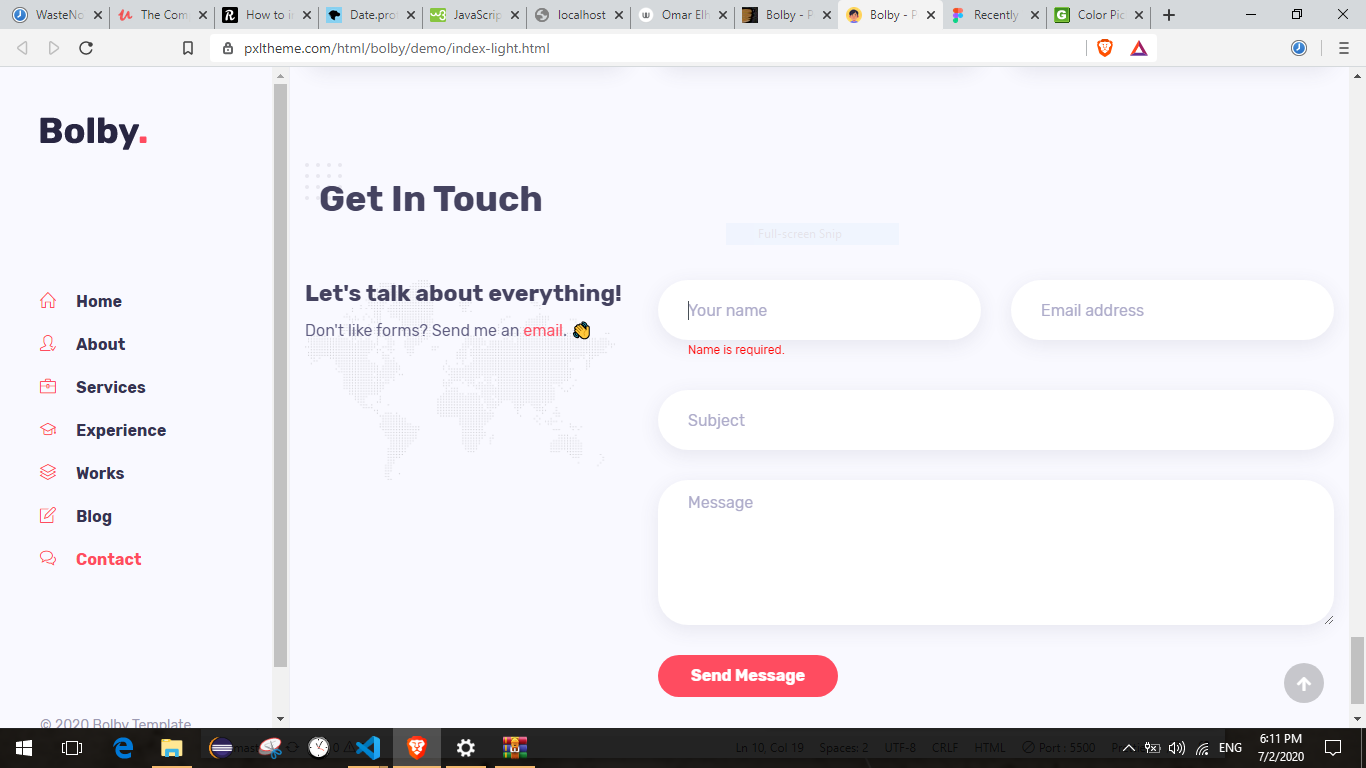 WasteNo
The Com
How to i
Date.pro
JavaScrip
localhost
Omar Elh
Bolby - P
Bolby - P
Recently
Color Pic
pxltheme.com/html/bolby/demo/index-light.html
Bolby.
Home
About
Services
Experience
Works
Blog
Contact
© 2020 Bolby Template
Get In Touch
Full-screen Snip
Let's talk about everything!
Don't like forms? Send me an email.
Your name
Email address
Name is required.
Subject
Message
Send Message
Ln 10, Col 19 Spaces: 2 UTF-8 CRLF HTML Port : 5500
ENG
6:11 PM
7/2/2020